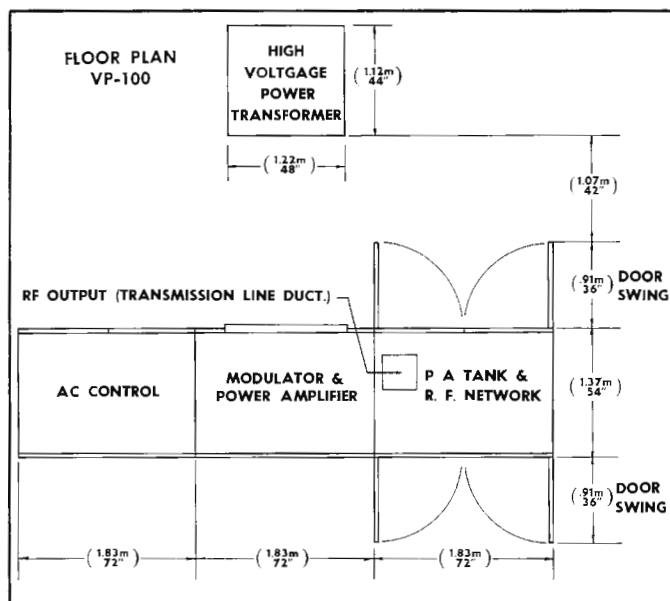 FLOOR PLAN
VP-100
HIGH
VOLTGAGE
POWER
TRANSFORMER
(1.12m
44")
(1.22m
48")
(1.07m
42")
(.91m
36")
DOOR
SWING
RF OUTPUT (TRANSMISSION LINE DUCT.)
AC CONTROL
MODULATOR &
POWER AMPLIFIER
P A TANK &
R. F. NETWORK
(1.37m
54")
(.91m
36")
DOOR
SWING
(1.83m
72")
(1.83m
72")
(1.83m
72")